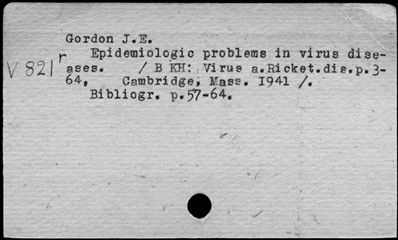 Gordon J.E.
r Epidemiologic problems in virus dise-
V 821 ases. / В КН: Virus a.Ricket.dis.p.3-
64, Cambridge, Mass. 1941 /.
Bibliogr. p.57-64.